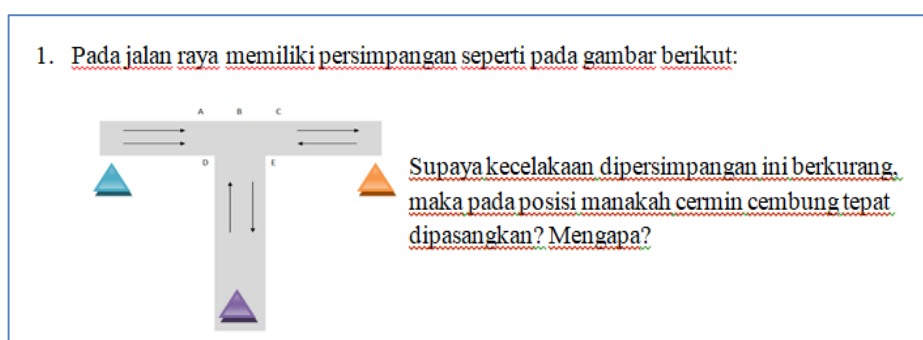 1. Pada jalan raya memiliki persimpangan seperti pada gambar berikut:
A B C
D E
Supaya kecelakaan dipersimpangan ini berkurang,
maka pada posisi manakah cermin cembung tepat
dipasangkan? Mengapa?